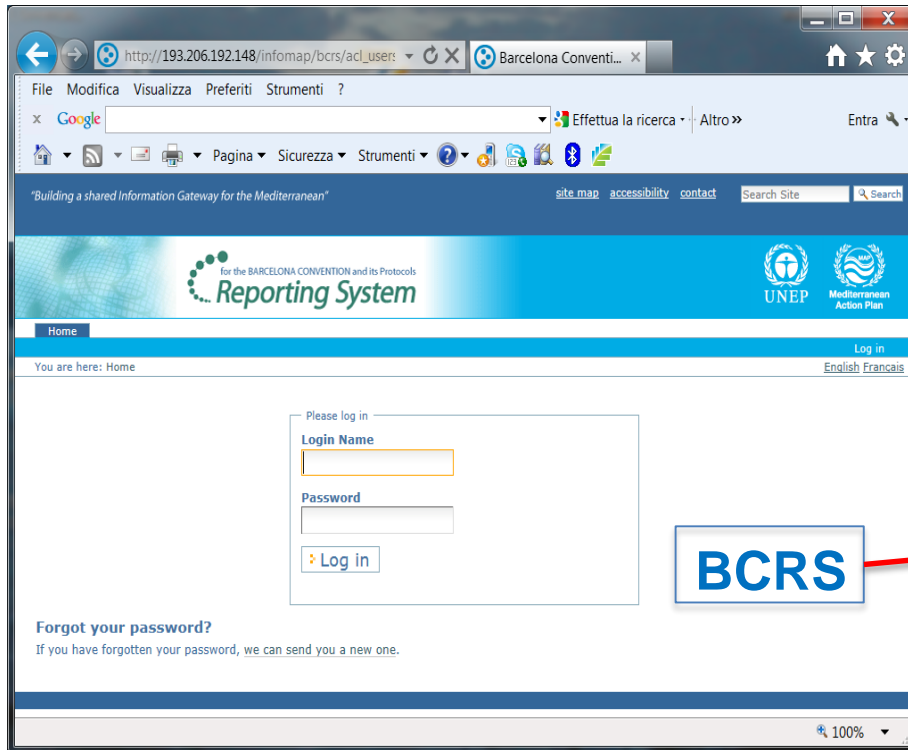 http://193.206.192.148/infomap/bcrs/acl_users
Barcelona Conventi...
File Modifica Visualizza Preferiti Strumenti ?
x Google Effettua la ricerca Altro » Entra
Pagina Sicurezza Strumenti
"Building a shared Information Gateway for the Mediterranean" site map accessibility contact Search Site Search
for the BARCELONA CONVENTION and its Protocols
Reporting System
UNEP
MAP
Mediterranean
Action Plan
Home
Log in
You are here: Home English Francais
Please log in
Login Name
Password
Log in
BCRS
Forgot your password?
If you have forgotten your password, we can send you a new one.
100%